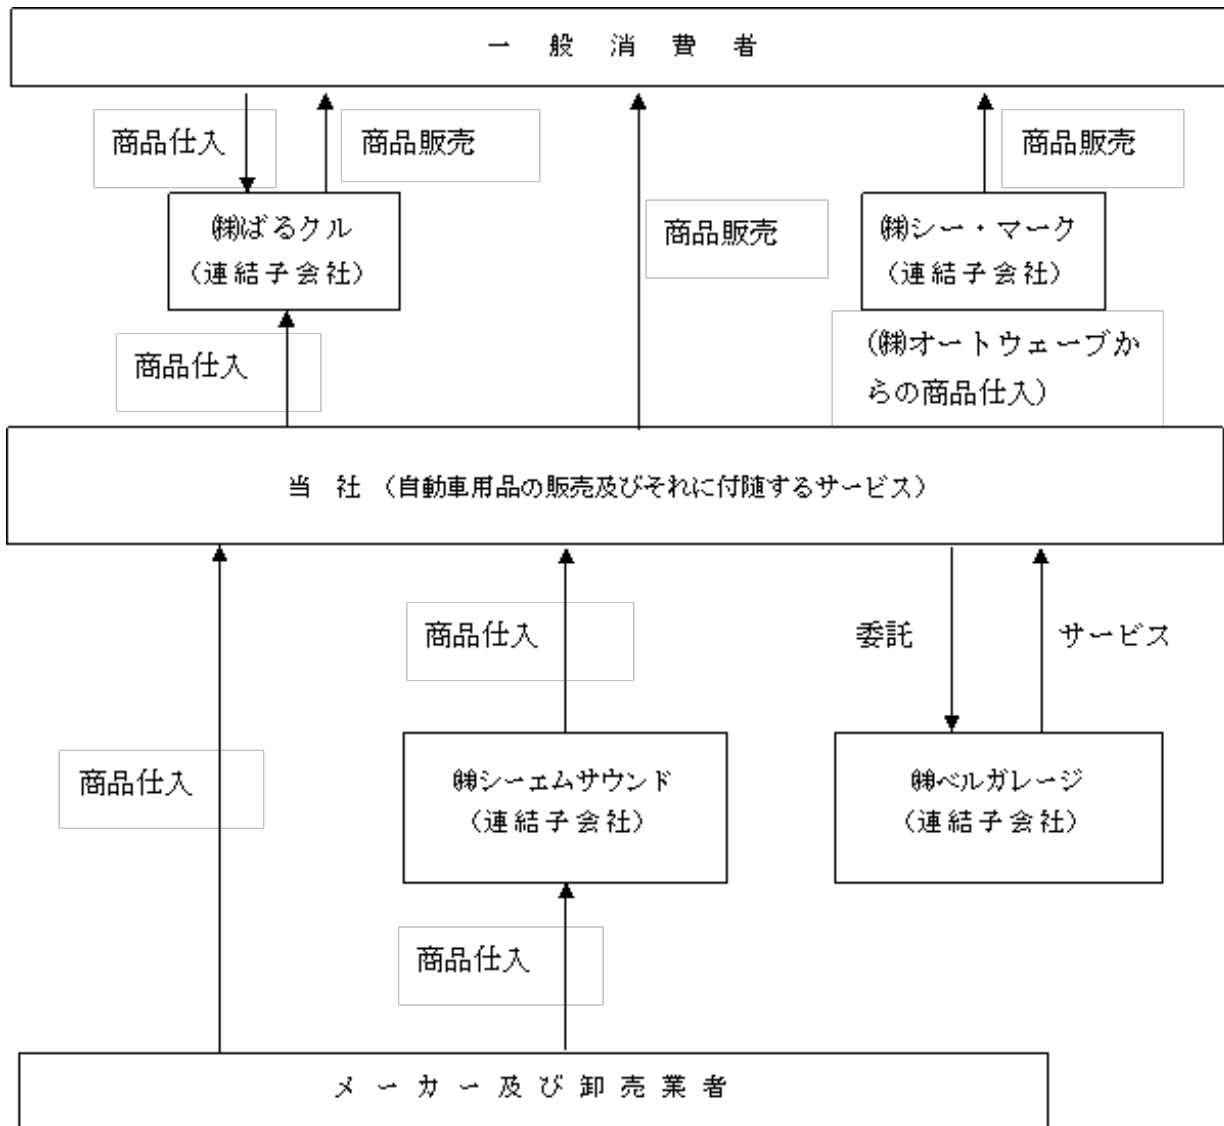 一般消費者
商品仕入
商品販売
商品販売
㈱ぱるクル
(連結子会社)
商品販売
㈱シー・マーク
(連結子会社)
商品仕入
(㈱オートウェーブか
らの商品仕入)
当 社 (自動車用品の販売及びそれに付随するサービス)
商品仕入
委託
サービス
商品仕入
㈱シーエムサウンド
(連結子会社)
㈱ベルガレージ
(連結子会社)
商品仕入
メーカー及び卸売業者